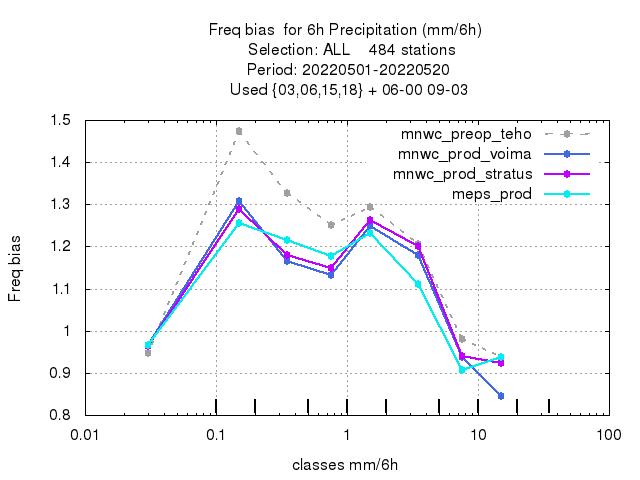 Freq bias  for 6h Precipitation (mm/6h)
Selection: ALL    484 stations
Period: 20220501-20220520
Used {03,06,15,18} + 06-00 09-03
mnwc_preop_teho
mnwc_prod_voima
mnwc_prod_stratus
meps_prod
Freq bias
1.5
1.4
1.3
1.2
1.1
1
0.9
0.8
0.01
0.1
1
10
100
classes mm/6h